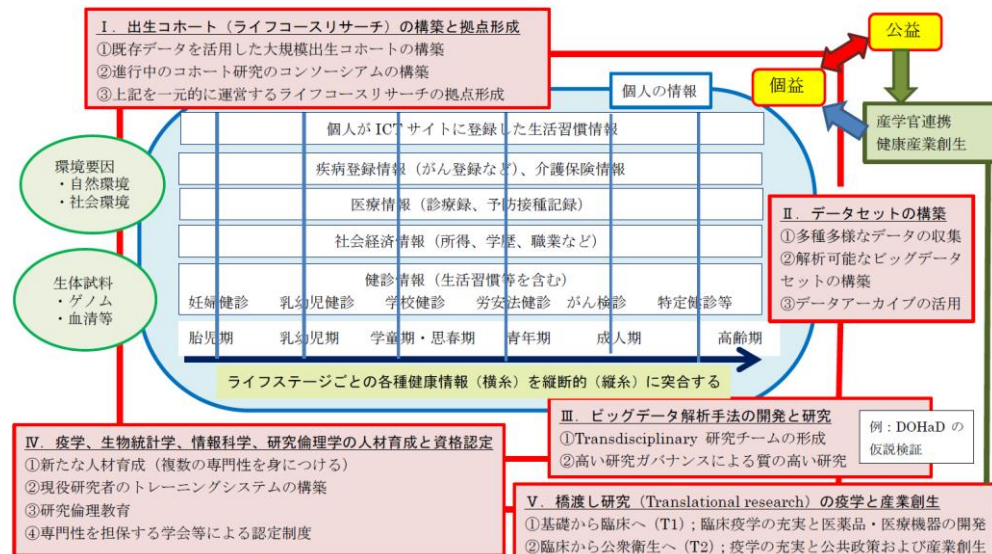 Ⅰ．出生コホート（ライフコースリサーチ）の構築と拠点形成
①既存データを活用した大規模出生コホートの構築
②進行中のコホート研究のコンソーシアムの構築
③上記を一元的に運営するライフコースリサーチの拠点形成
公益
個益
個人の情報
産学官連携
健康産業創生
個人が ICT サイトに登録した生活習慣情報
疾病登録情報（がん登録など）、介護保険情報
医療情報（診療録、予防接種記録）
社会経済情報（所得、学歴、職業など）
健診情報（生活習慣等を含む）
妊婦健診 乳幼児健診 学校健診 労安法健診 がん検診 特定健診等
胎児期 乳幼児期 学童期・思春期 青年期 成人期 高齢期
ライフステージごとの各種健康情報（横糸）を縦断的（縦糸）に突合する
環境要因
・自然環境
・社会環境
生体試料
・ゲノム
・血清等
Ⅱ．データセットの構築
①多種多様なデータの収集
②解析可能なビッグデータ
セットの構築
③データアーカイブの活用
Ⅲ．ビッグデータ解析手法の開発と研究
①Transdisciplinary 研究チームの形成
②高い研究ガバナンスによる質の高い研究
例：DOHaD の
仮説検証
Ⅳ．疫学、生物統計学、情報科学、研究倫理学の人材育成と資格認定
①新たな人材育成（複数の専門性を身につける）
②現役研究者のトレーニングシステムの構築
③研究倫理教育
④専門性を担保する学会等による認定制度
Ⅴ．橋渡し研究（Translational research）の疫学と産業創生
①基礎から臨床へ（T1）；臨床疫学の充実と医薬品・医療機器の開発
②臨床から公衆衛生へ（T2）；疫学の充実と公共政策および産業創生